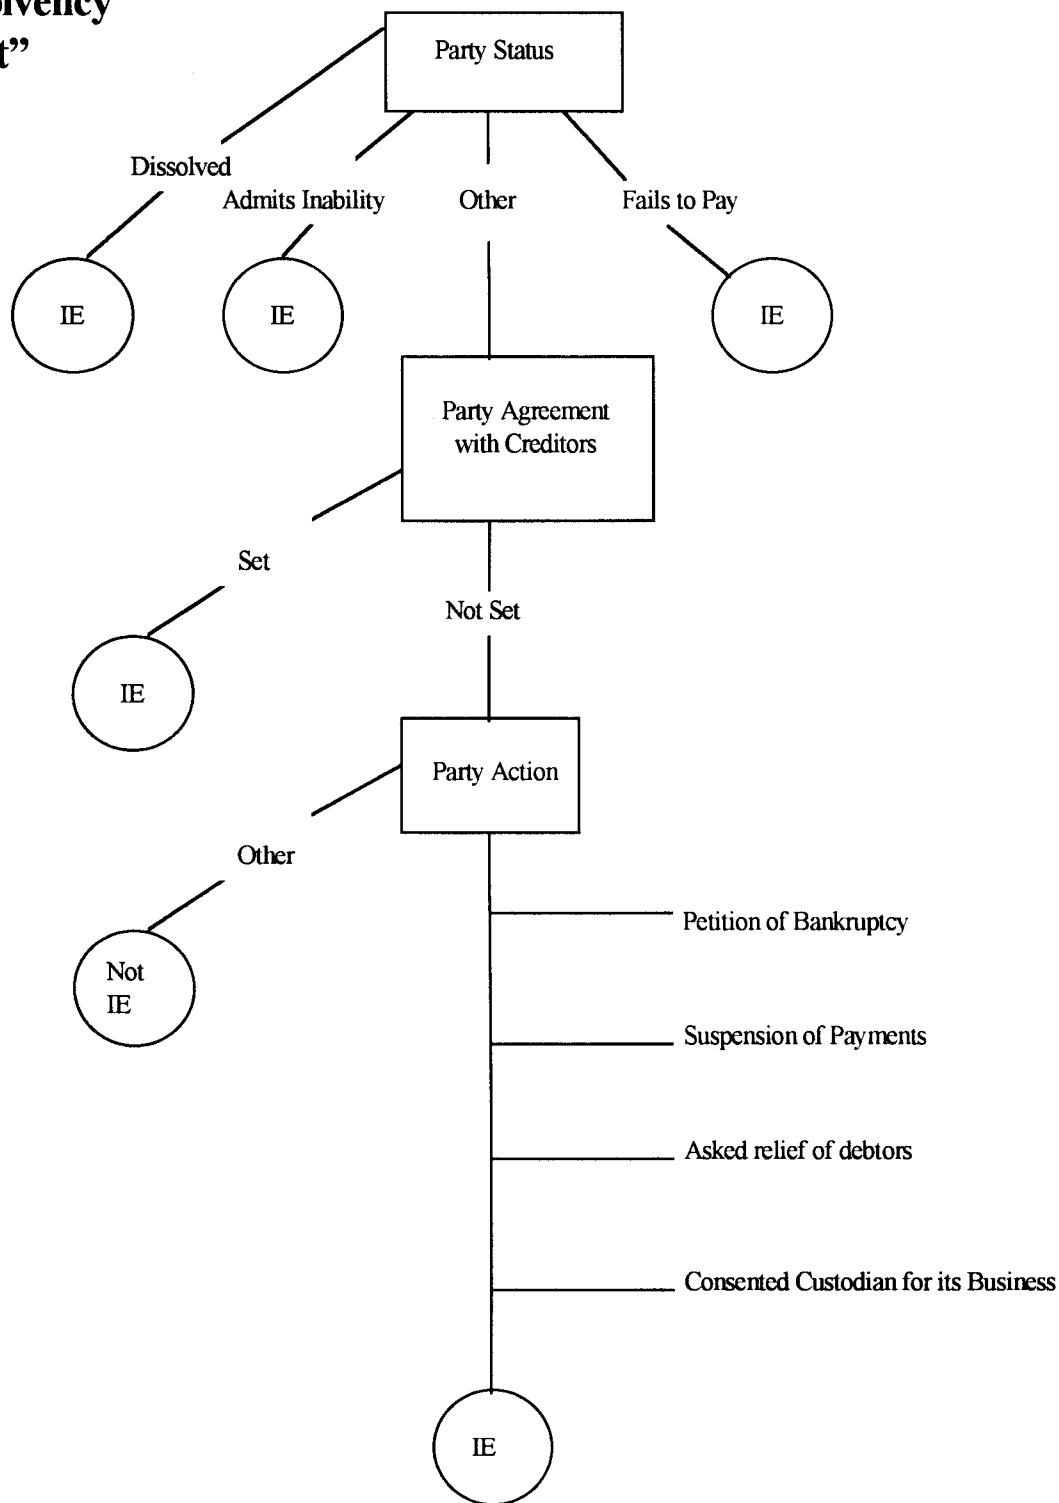 Party Status
Dissolved
Admits Inability
Other
Fails to Pay
IE
IE
IE
Party Agreement
with Creditors
Set
Not Set
IE
Party Action
Other
Not
IE
Petition of Bankruptcy
Suspension of Payments
Asked relief of debtors
Consented Custodian for its Business
IE